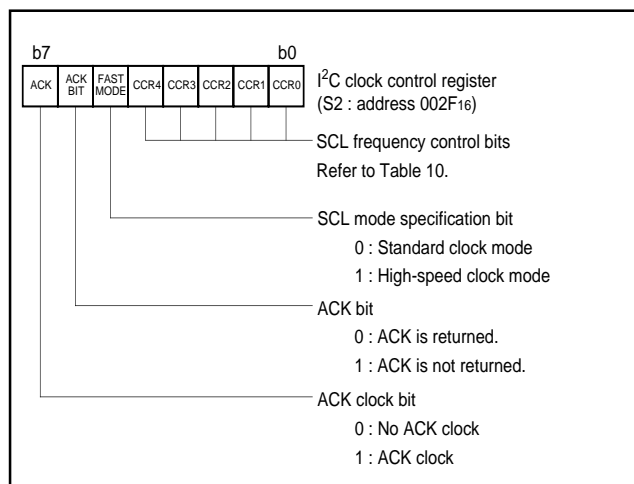 b7 b0
ACK ACK BIT FAST MODE CCR4 CCR3 CCR2 CCR1 CCR0
I²C clock control register
(S2 : address 002F₁₆)
SCL frequency control bits
Refer to Table 10.
SCL mode specification bit
0 : Standard clock mode
1 : High-speed clock mode
ACK bit
0 : ACK is returned.
1 : ACK is not returned.
ACK clock bit
0 : No ACK clock
1 : ACK clock